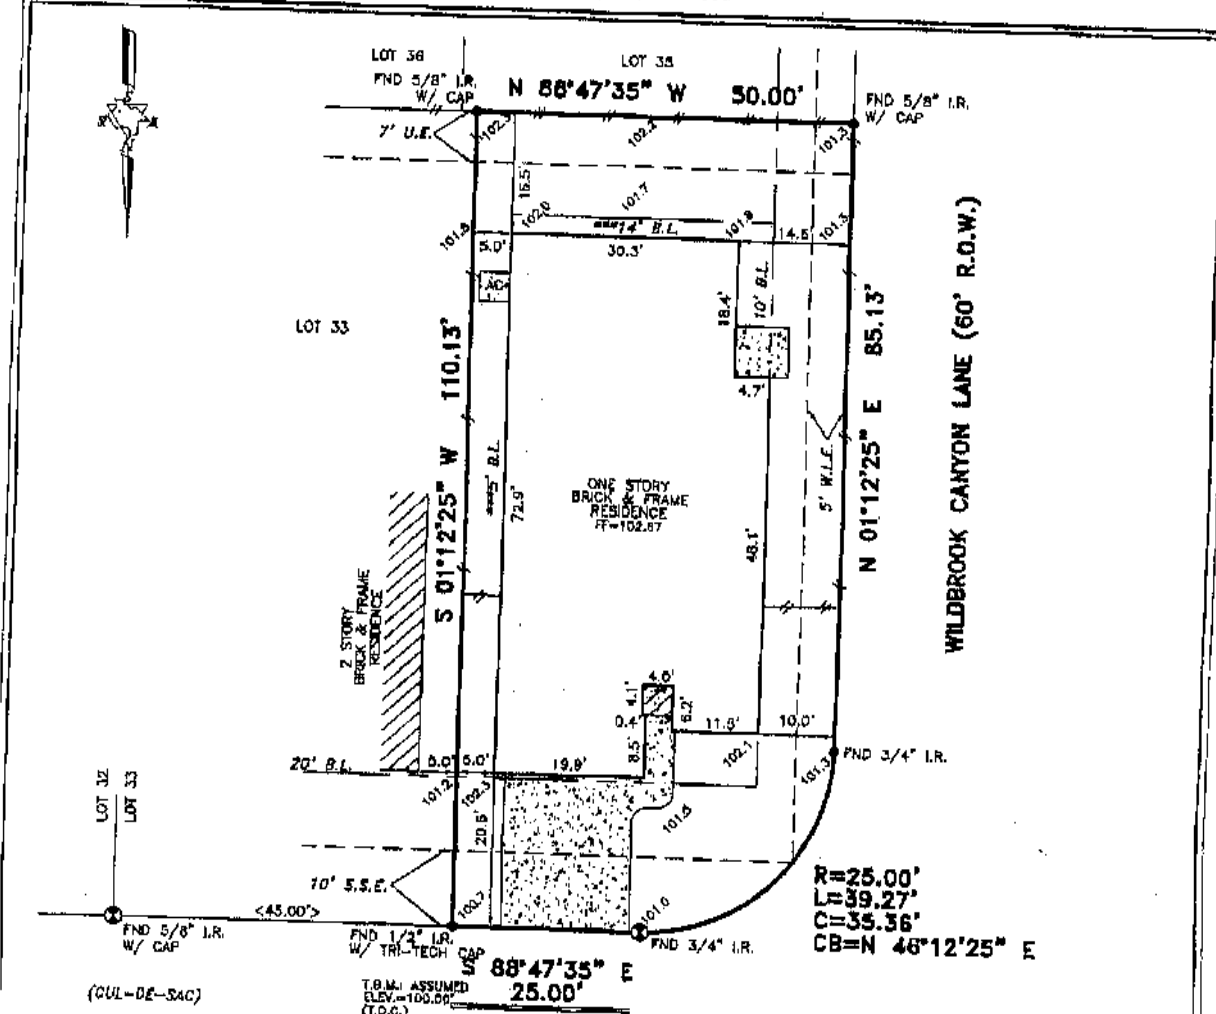 LOT 36
LOT 35
FND 5/8" I.R.
W/ CAP
N 88°47'35" W 50.00'
FND 5/8" I.R.
W/ CAP
7' U.E.
102.3
102.2
101.3
16.5'
102.0
101.7
14' B.L.
101.8
14.5'
101.3
101.8
5.0'
30.3'
AC
LOT 33
18.4'
10' B.L.
4.7'
S 01°12'25" W 110.13'
N 01°12'25" E 85.13'
WILDBROOK CANYON LANE (60' R.O.W.)
5' B.L.
72.9'
ONE STORY
BRICK & FRAME
RESIDENCE
FF=102.67
5' W.L.E.
48.1'
2 STORY
BRICK & FRAME
RESIDENCE
4.6'
4.1'
0.4'
6.2'
11.8'
10.0'
8.5'
102.1
101.3
FND 3/4" I.R.
20' B.L.
5.0'
19.8'
101.2
102.3
20.5'
101.5
LOT 32
LOT 33
10' S.S.E.
100.7
101.0
R=25.00'
L=39.27'
C=35.36'
CB=N 46°12'25" E
<45.00'>
FND 5/8" I.R.
W/ CAP
FND 1/2" I.R.
W/ TRI-TECH CAP
FND 3/4" I.R.
S 88°47'35" E
25.00'
(CUL-DE-SAC)
T.B.M.: ASSUMED
ELEV.=100.00'
(T.O.C.)